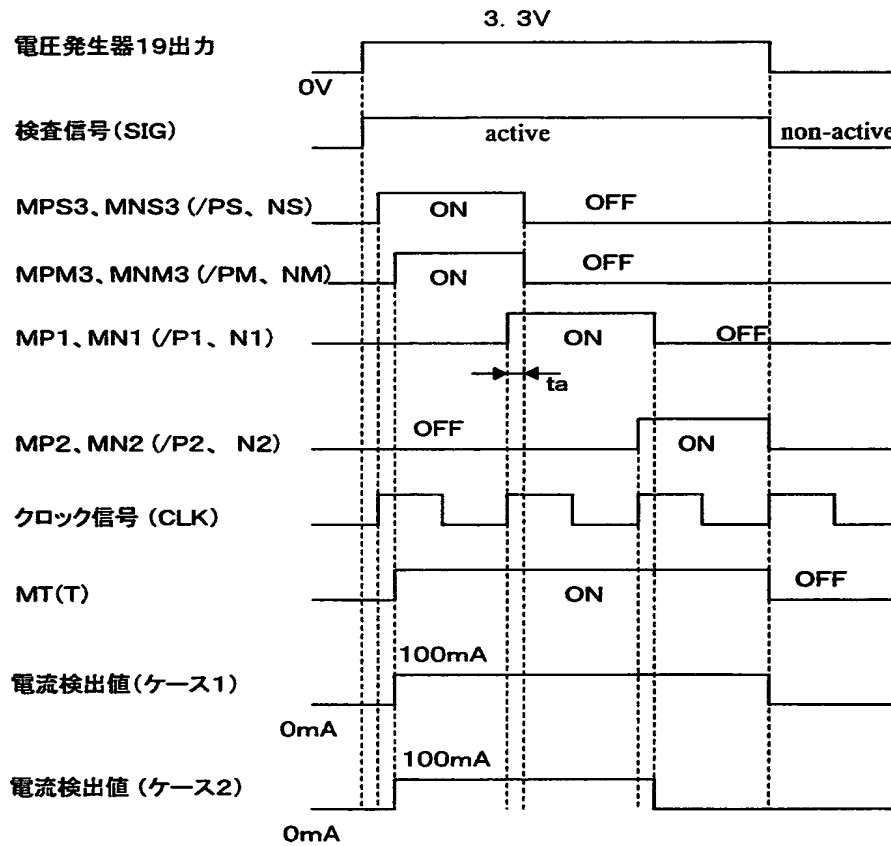 3. 3V
電圧発生器19出力
0V
検査信号(SIG)
active
non-active
MPS3、MNS3 (/PS、 NS)
ON
OFF
MPM3、MNM3 (/PM、 NM)
ON
OFF
MP1、MN1 (/P1、 N1)
ON
OFF
ta
MP2、MN2 (/P2、 N2)
OFF
ON
クロック信号 (CLK)
MT(T)
ON
OFF
100mA
電流検出値(ケース1)
0mA
100mA
電流検出値 (ケース2)
0mA